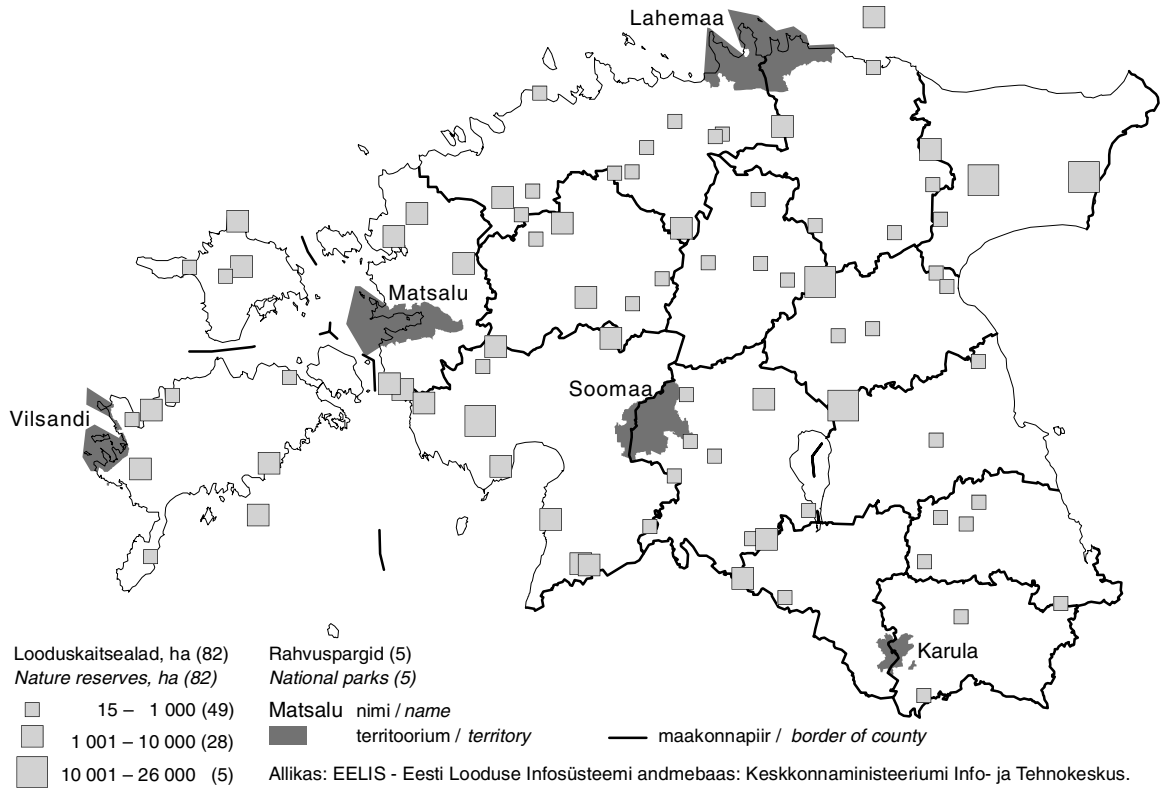 Lahemaa
Matsalu
Soomaa
Vilsandi
Karula
Looduskaitsealad, ha (82)
Nature reserves, ha (82)
15 – 1 000 (49)
1 001 – 10 000 (28)
10 001 – 26 000 (5)
Rahvuspargid (5)
National parks (5)
Matsalu nimi / name
territoorium / territory
maakonnapiir / border of county
Allikas: EELIS - Eesti Looduse Infosüsteemi andmebaas: Keskkonnaministeeriumi Info- ja Tehnokeskus.